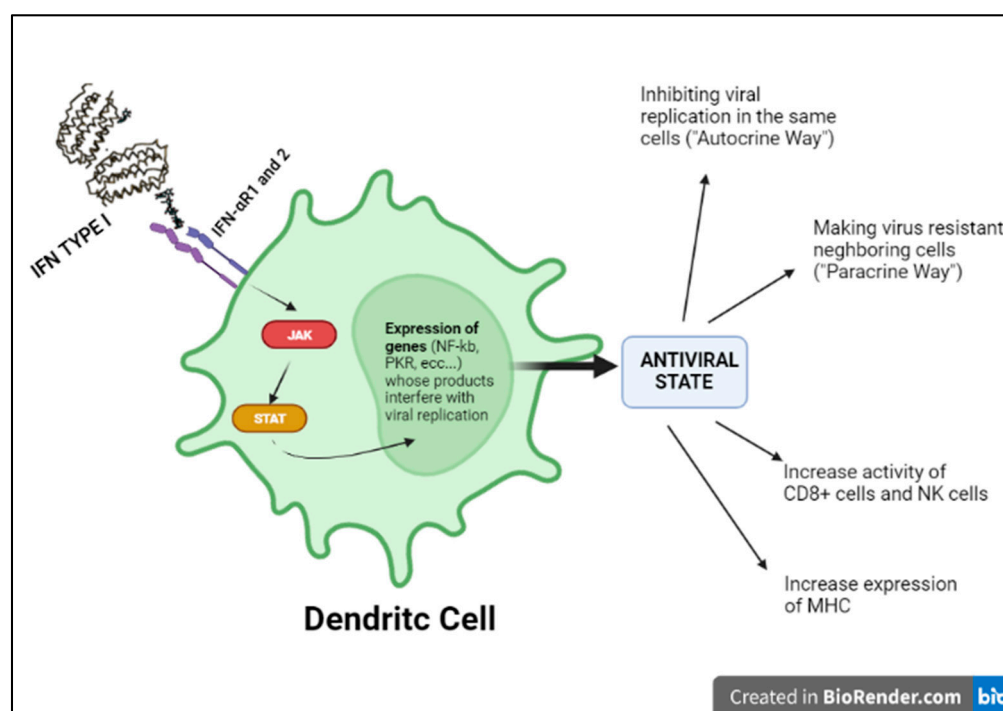 IFN TYPE I
IFN-αR1 and 2
JAK
STAT
Expression of
genes (NF-kb,
PKR, ecc...)
whose products
interfere with
viral replication
Dendritc Cell
ANTIVIRAL
STATE
Inhibiting viral
replication in the same
cells ("Autocrine Way")
Making virus resistant
neighboring cells
("Paracrine Way")
Increase activity of
CD8+ cells and NK cells
Increase expression
of MHC
Created in BioRender.com bio